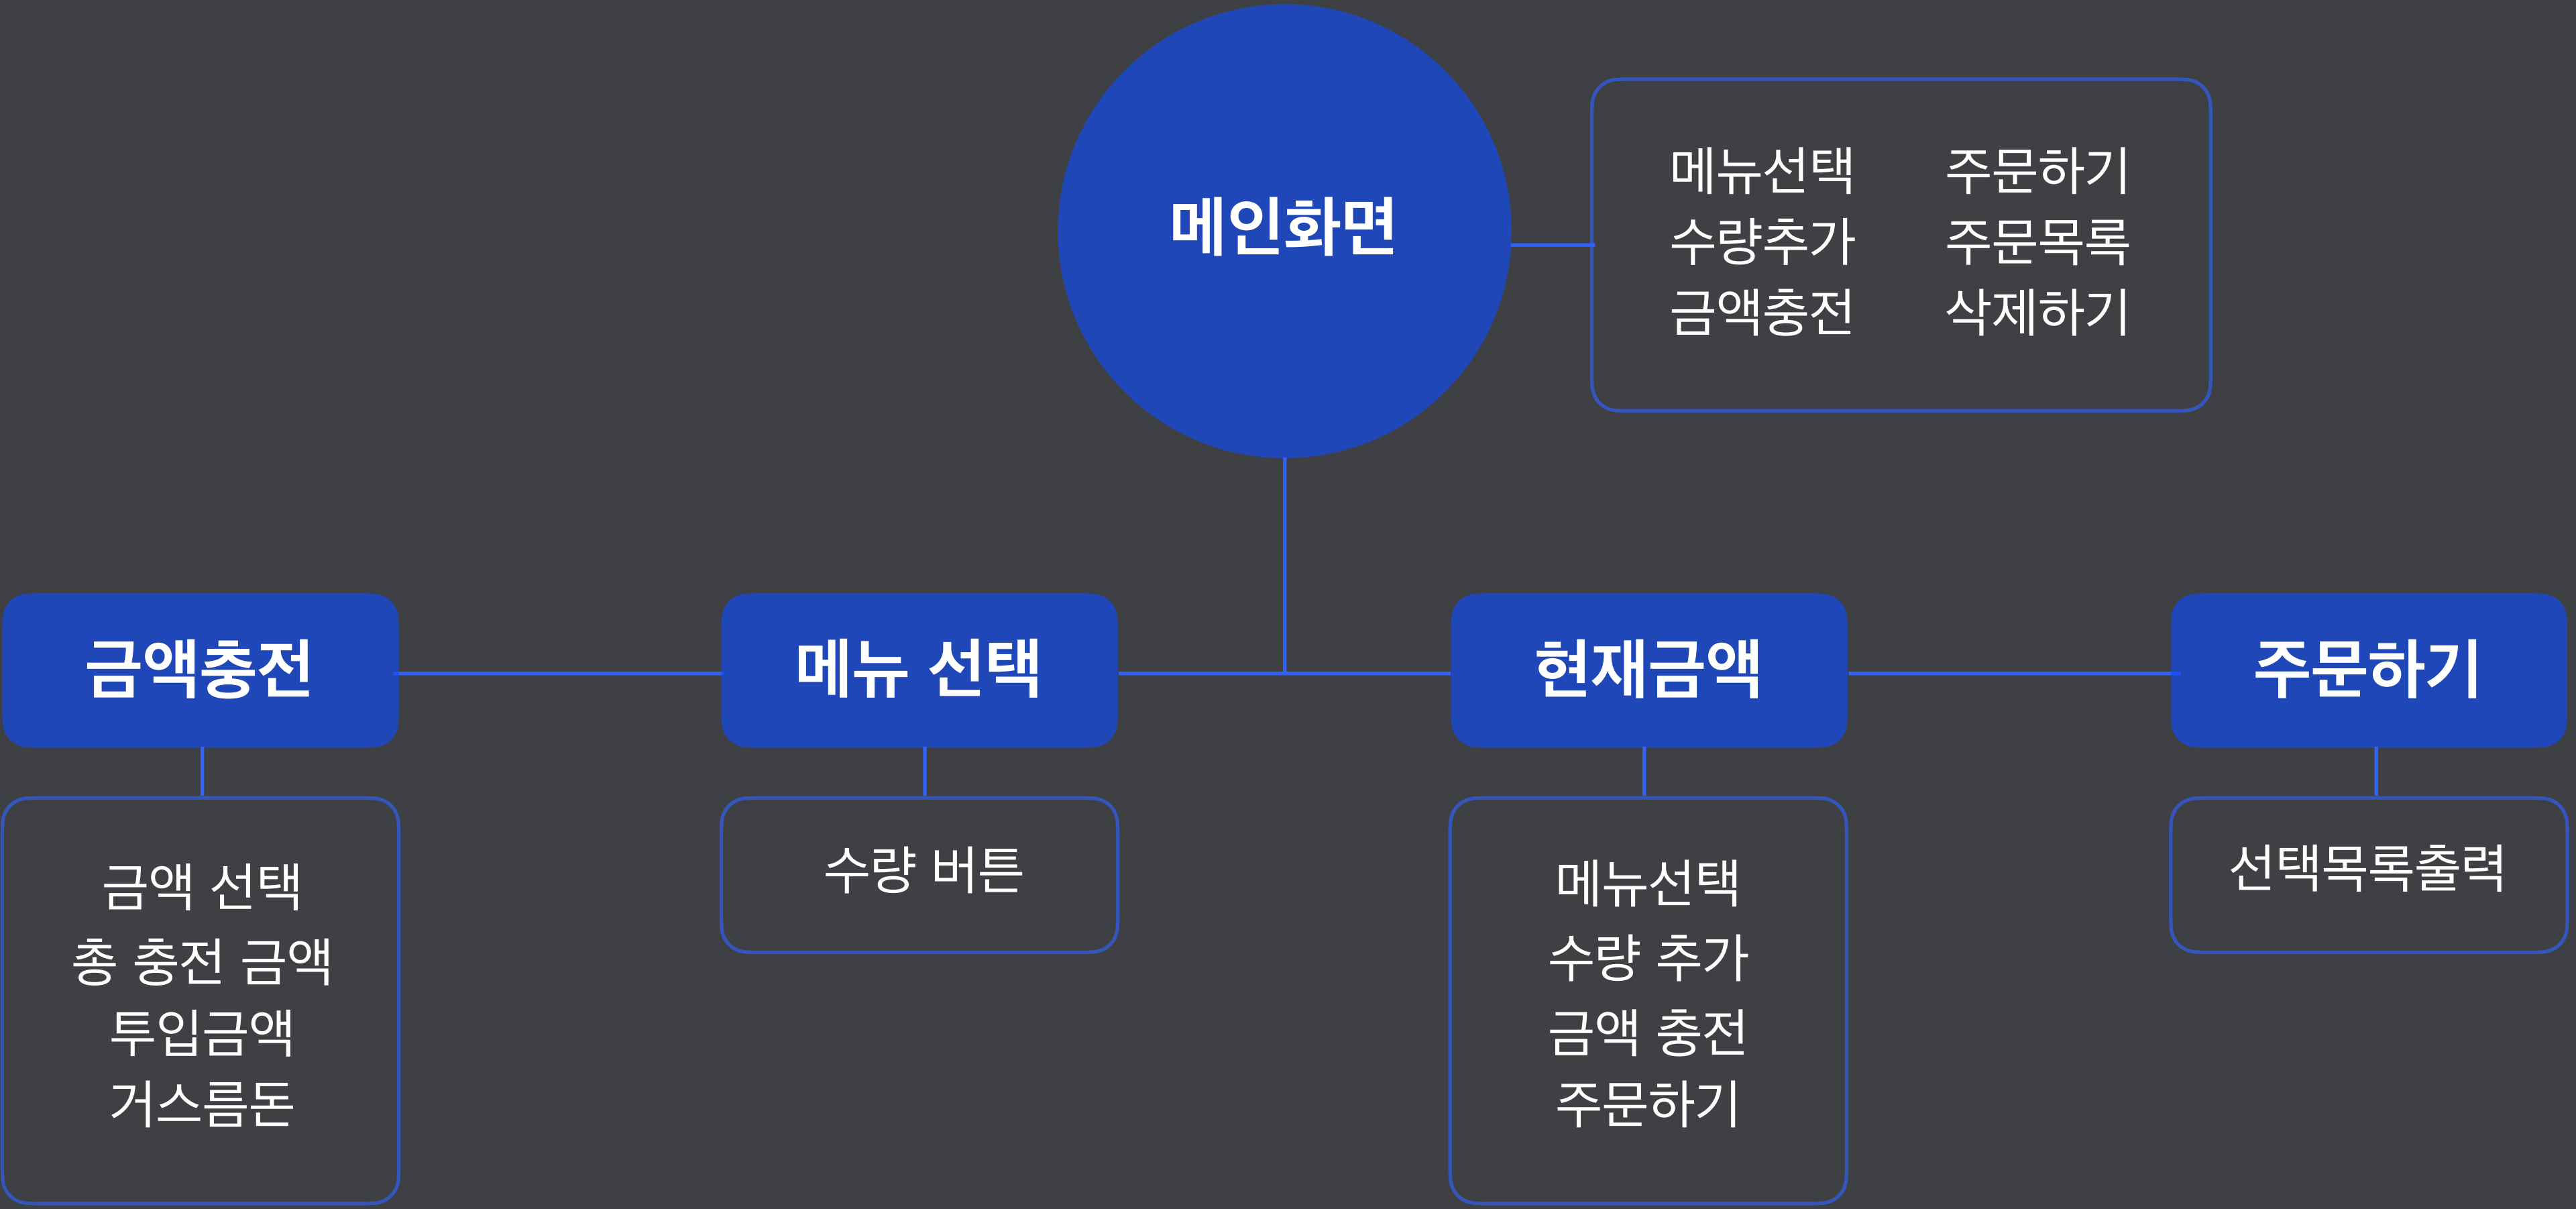 메인화면
메뉴선택 주문하기
수량추가 주문목록
금액충전 삭제하기
금액충전
메뉴 선택
현재금액
주문하기
금액 선택
총 충전 금액
투입금액
거스름돈
수량 버튼
메뉴선택
수량 추가
금액 충전
주문하기
선택목록출력